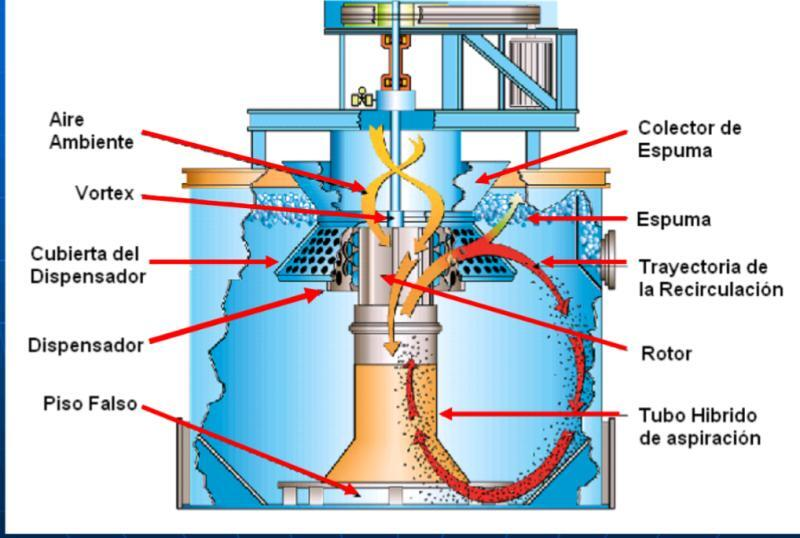 Aire
Ambiente
Vortex
Cubierta del
Dispensador
Dispensador
Piso Falso
Colector de
Espuma
Espuma
Trayectoria de
la Recirculación
Rotor
Tubo Hibrido
de aspiración